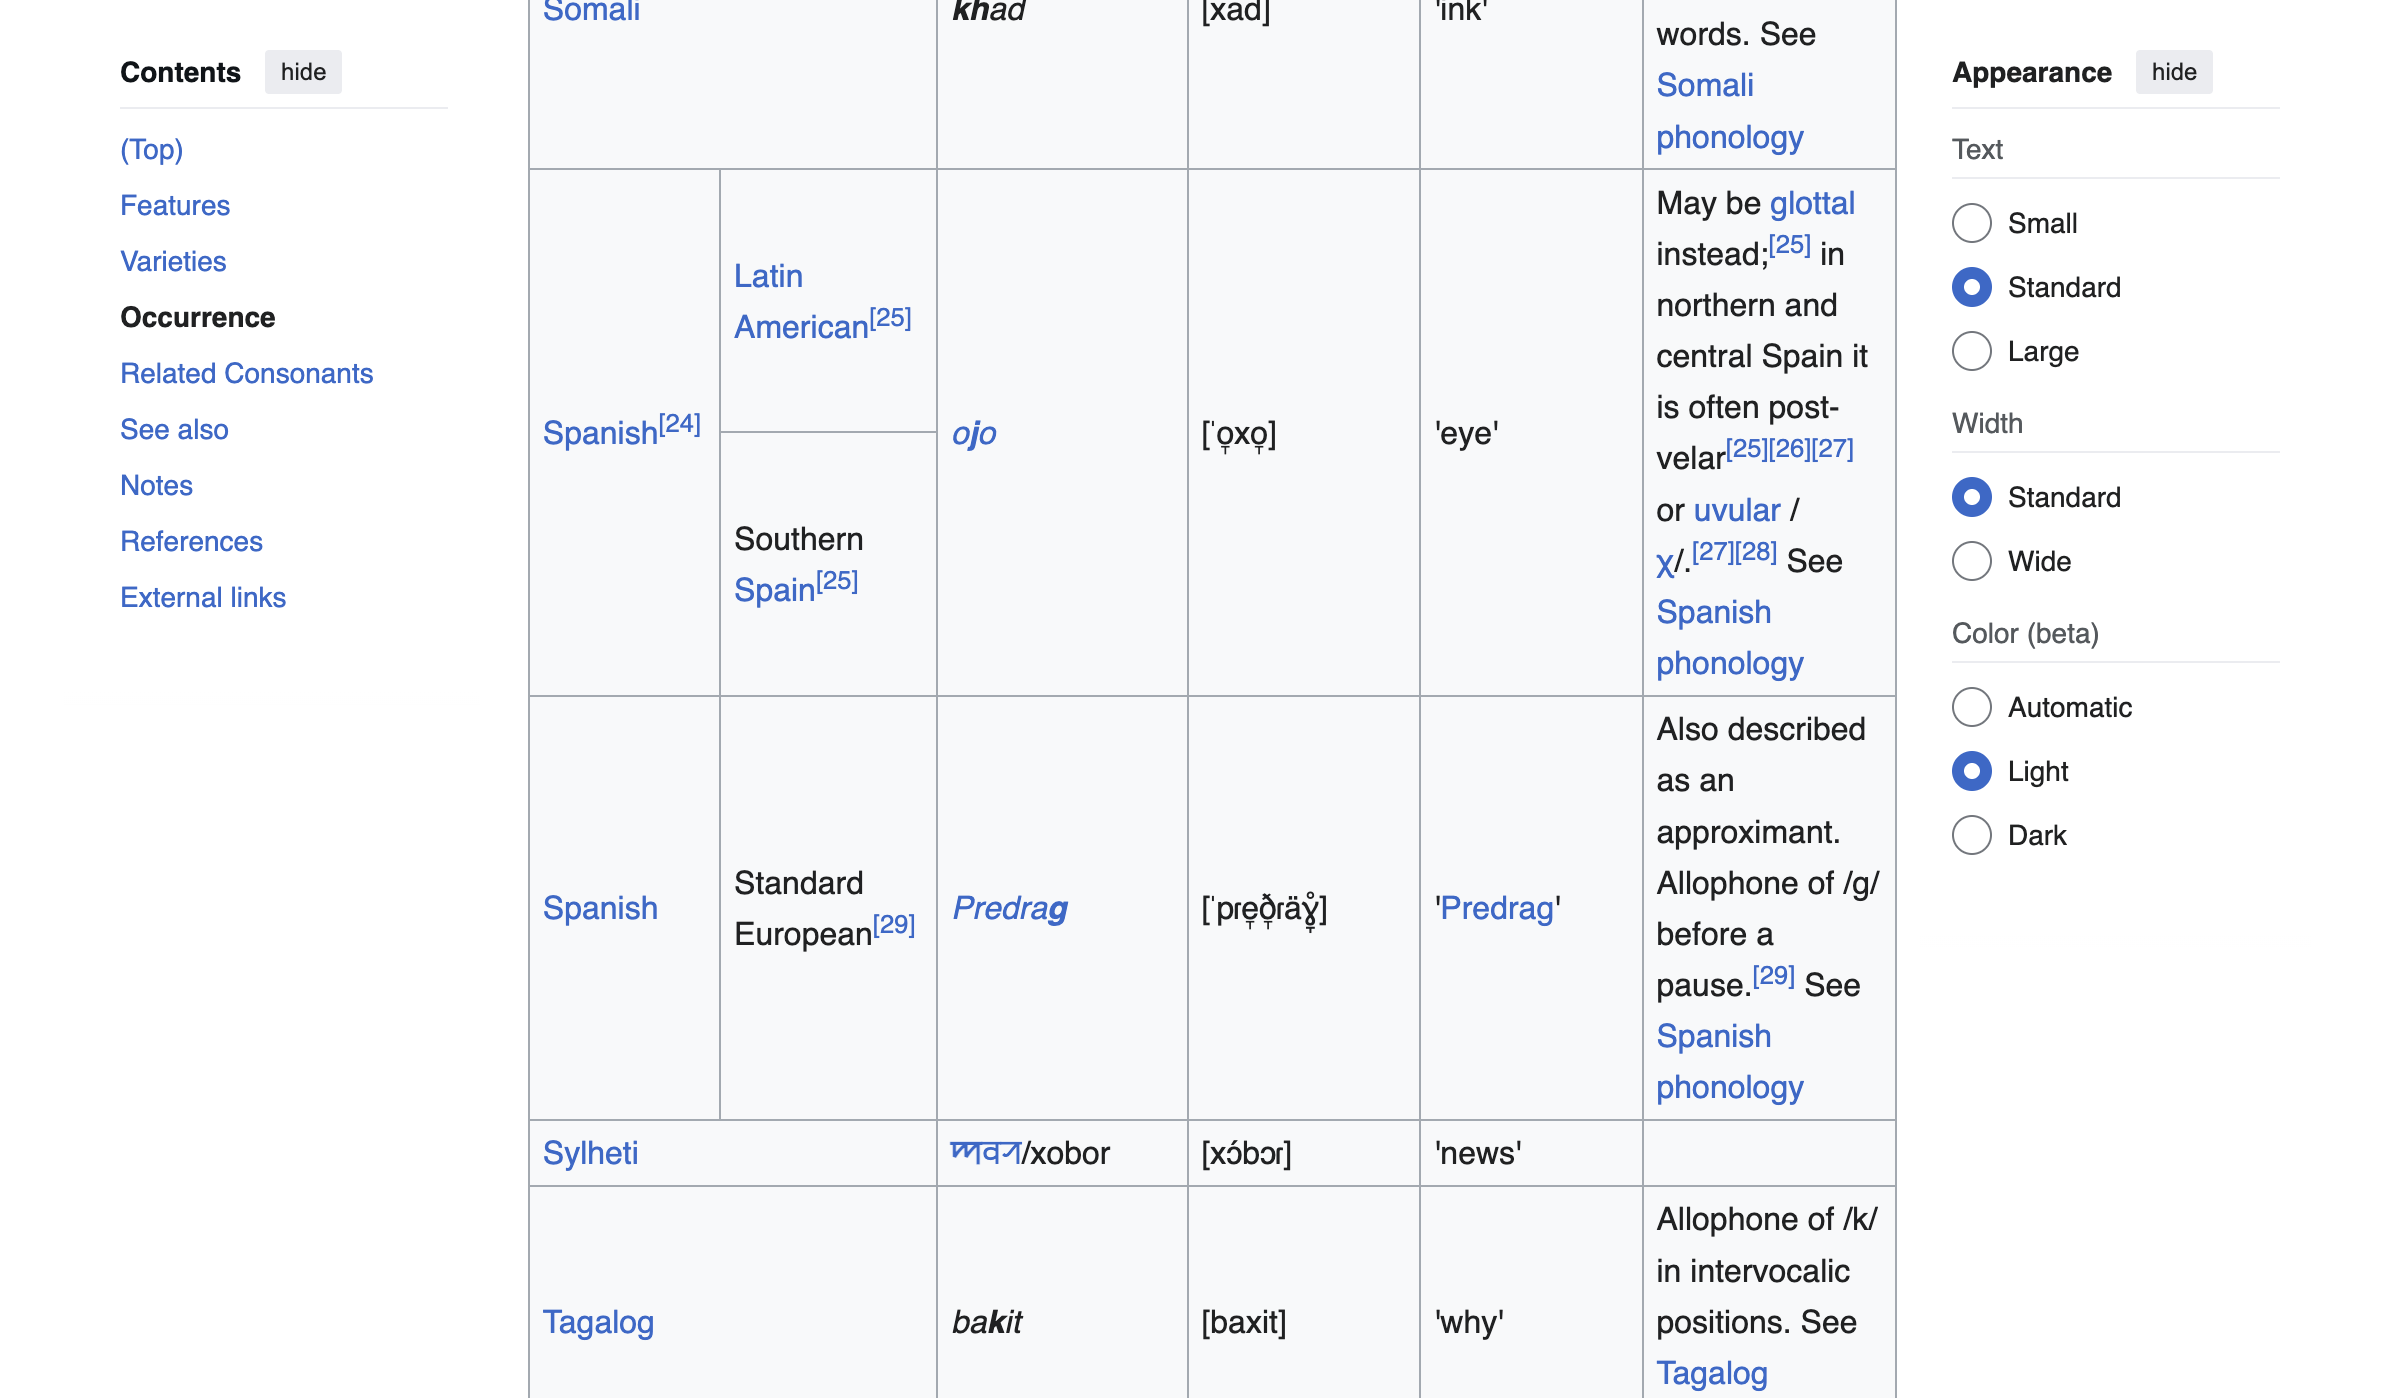 Contents hide
(Top)
Features
Varieties
Occurrence
Related Consonants
See also
Notes
References
External links
Somali
khad
[xad]
'ink'
words. See
Somali
phonology
Spanish[24]
Latin
American[25]
Southern
Spain[25]
ojo
[ˈo̞xo̞]
'eye'
May be glottal
instead;[25] in
northern and
central Spain it
is often post-
velar[25][26][27]
or uvular /
χ/.[27][28] See
Spanish
phonology
Spanish
Standard
European[29]
Predrag
[ˈpɾe̞ð̞ɾäɣ̞̊]
'Predrag'
Also described
as an
approximant.
Allophone of /g/
before a
pause.[29] See
Spanish
phonology
Sylheti
ꠈꠛꠞ/xobor
[xɔ́bɔɾ]
'news'
Tagalog
bakit
[baxit]
'why'
Allophone of /k/
in intervocalic
positions. See
Tagalog
Appearance hide
Text
Small
Standard
Large
Width
Standard
Wide
Color (beta)
Automatic
Light
Dark